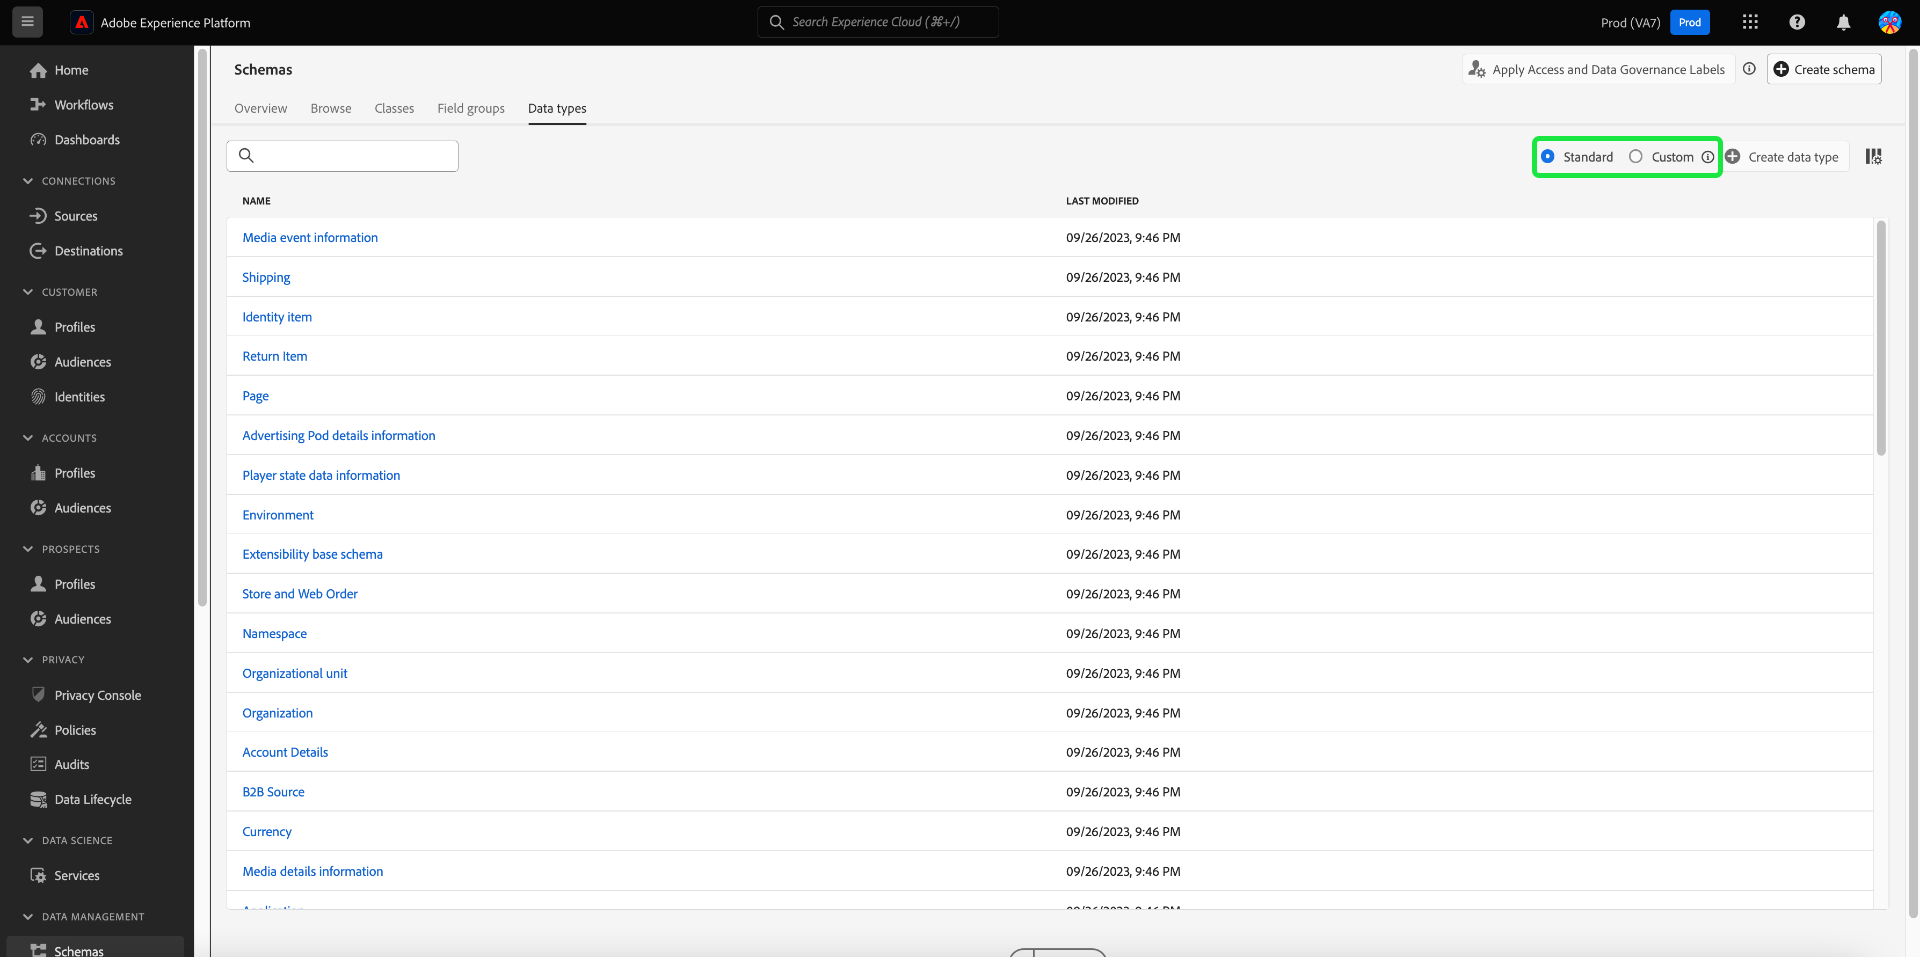 Adobe Experience Platform
Search Experience Cloud (⌘+/)
Prod (VA7)
Prod
Home
Workflows
Dashboards
CONNECTIONS
Sources
Destinations
CUSTOMER
Profiles
Audiences
Identities
ACCOUNTS
Profiles
Audiences
PROSPECTS
Profiles
Audiences
PRIVACY
Privacy Console
Policies
Audits
Data Lifecycle
DATA SCIENCE
Services
DATA MANAGEMENT
Schemas
Schemas
Apply Access and Data Governance Labels
Create schema
Overview
Browse
Classes
Field groups
Data types
Standard
Custom
Create data type
NAME
LAST MODIFIED
Media event information
09/26/2023, 9:46 PM
Shipping
09/26/2023, 9:46 PM
Identity item
09/26/2023, 9:46 PM
Return Item
09/26/2023, 9:46 PM
Page
09/26/2023, 9:46 PM
Advertising Pod details information
09/26/2023, 9:46 PM
Player state data information
09/26/2023, 9:46 PM
Environment
09/26/2023, 9:46 PM
Extensibility base schema
09/26/2023, 9:46 PM
Store and Web Order
09/26/2023, 9:46 PM
Namespace
09/26/2023, 9:46 PM
Organizational unit
09/26/2023, 9:46 PM
Organization
09/26/2023, 9:46 PM
Account Details
09/26/2023, 9:46 PM
B2B Source
09/26/2023, 9:46 PM
Currency
09/26/2023, 9:46 PM
Media details information
09/26/2023, 9:46 PM